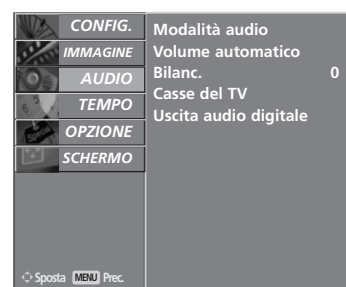 CONFIG.
IMMAGINE
AUDIO
TEMPO
OPZIONE
SCHERMO
Modalità audio
Volume automatico
Bilanc. 0
Casse del TV
Uscita audio digitale
Sposta MENU Prec.